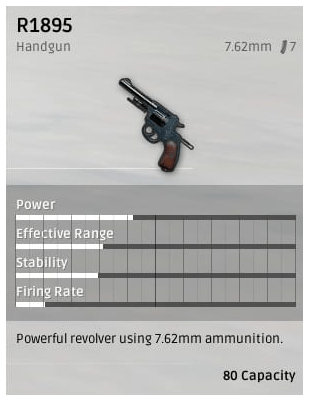 R1895
Handgun 7.62mm 7
Power
Effective Range
Stability
Firing Rate
Powerful revolver using 7.62mm ammunition.
80 Capacity